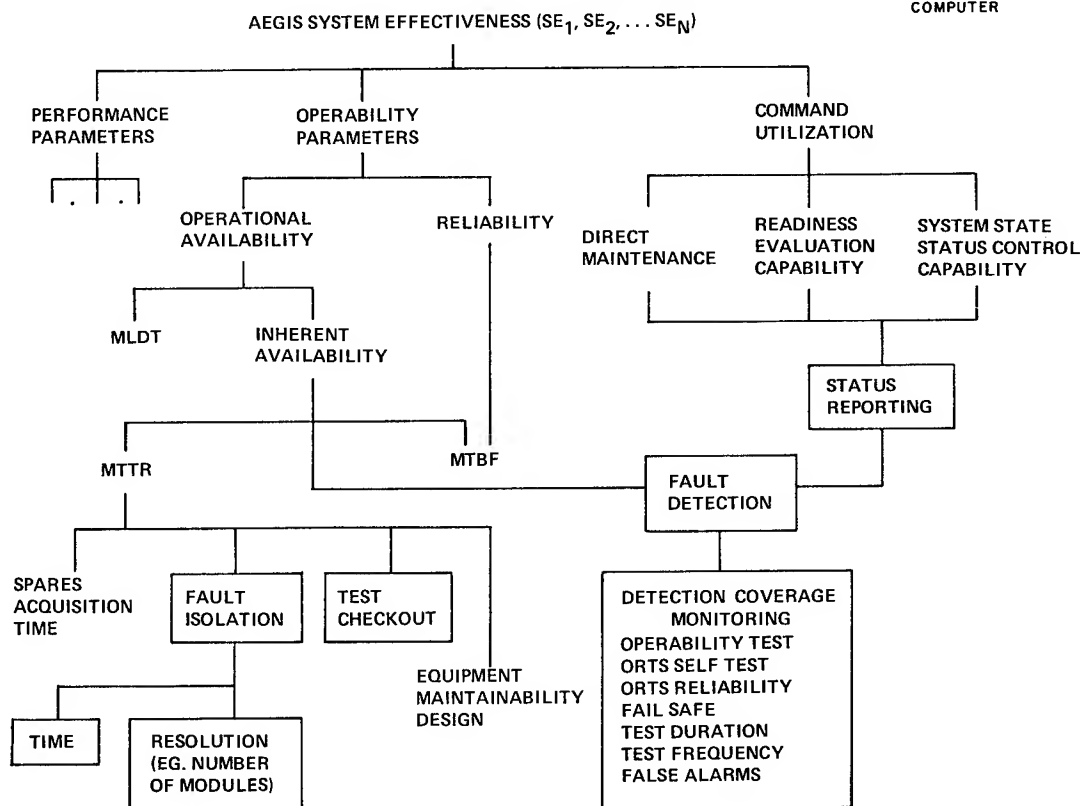 COMPUTER
AEGIS SYSTEM EFFECTIVENESS (SE1, SE2, ... SEN)
PERFORMANCE
PARAMETERS
OPERABILITY
PARAMETERS
COMMAND
UTILIZATION
OPERATIONAL
AVAILABILITY
RELIABILITY
DIRECT
MAINTENANCE
READINESS
EVALUATION
CAPABILITY
SYSTEM STATE
STATUS CONTROL
CAPABILITY
MLDT
INHERENT
AVAILABILITY
STATUS
REPORTING
MTTR
MTBF
FAULT
DETECTION
SPARES
ACQUISITION
TIME
FAULT
ISOLATION
TEST
CHECKOUT
EQUIPMENT
MAINTAINABILITY
DESIGN
DETECTION COVERAGE
MONITORING
OPERABILITY TEST
ORTS SELF TEST
ORTS RELIABILITY
FAIL SAFE
TEST DURATION
TEST FREQUENCY
FALSE ALARMS
TIME
RESOLUTION
(EG. NUMBER
OF MODULES)